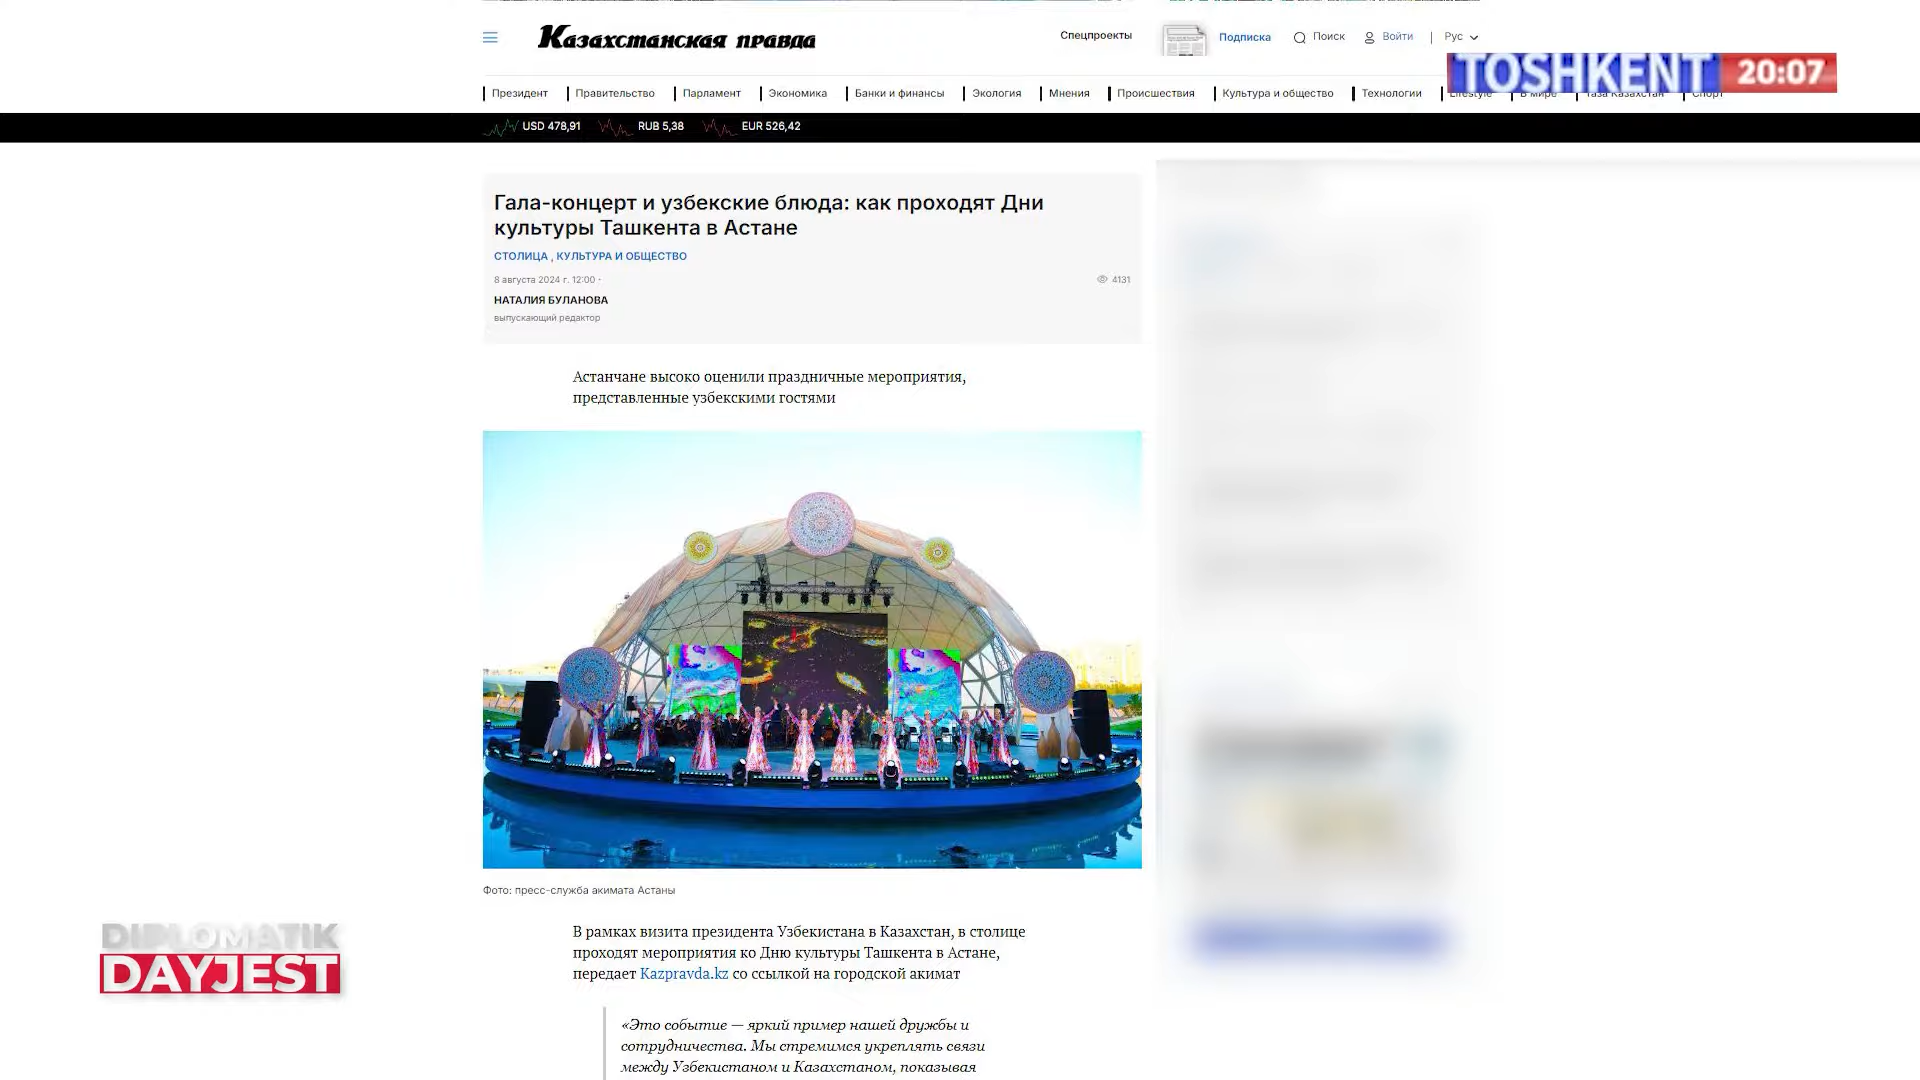 Казахстанская правда
Спецпроекты
Подписка
Поиск
Войти
Рус
TOSHKENT 20:07
Президент
Правительство
Парламент
Экономика
Банки и финансы
Экология
Мнения
Происшествия
Культура и общество
Технологии
Lifestyle
В мире
Таза Казахстан
Спорт
USD 478,91
RUB 5,38
EUR 526,42
Гала-концерт и узбекские блюда: как проходят Дни
культуры Ташкента в Астане
СТОЛИЦА , КУЛЬТУРА И ОБЩЕСТВО
8 августа 2024 г. 12:00 ·
4131
НАТАЛИЯ БУЛАНОВА
выпускающий редактор
Астанчане высоко оценили праздничные мероприятия,
представленные узбекскими гостями
Фото: пресс-служба акимата Астаны
В рамках визита президента Узбекистана в Казахстан, в столице
проходят мероприятия ко Дню культуры Ташкента в Астане,
передает Kazpravda.kz со ссылкой на городской акимат
«Это событие — яркий пример нашей дружбы и
сотрудничества. Мы стремимся укреплять связи
между Узбекистаном и Казахстаном, показывая
DIPLOMATIK
DAYJEST